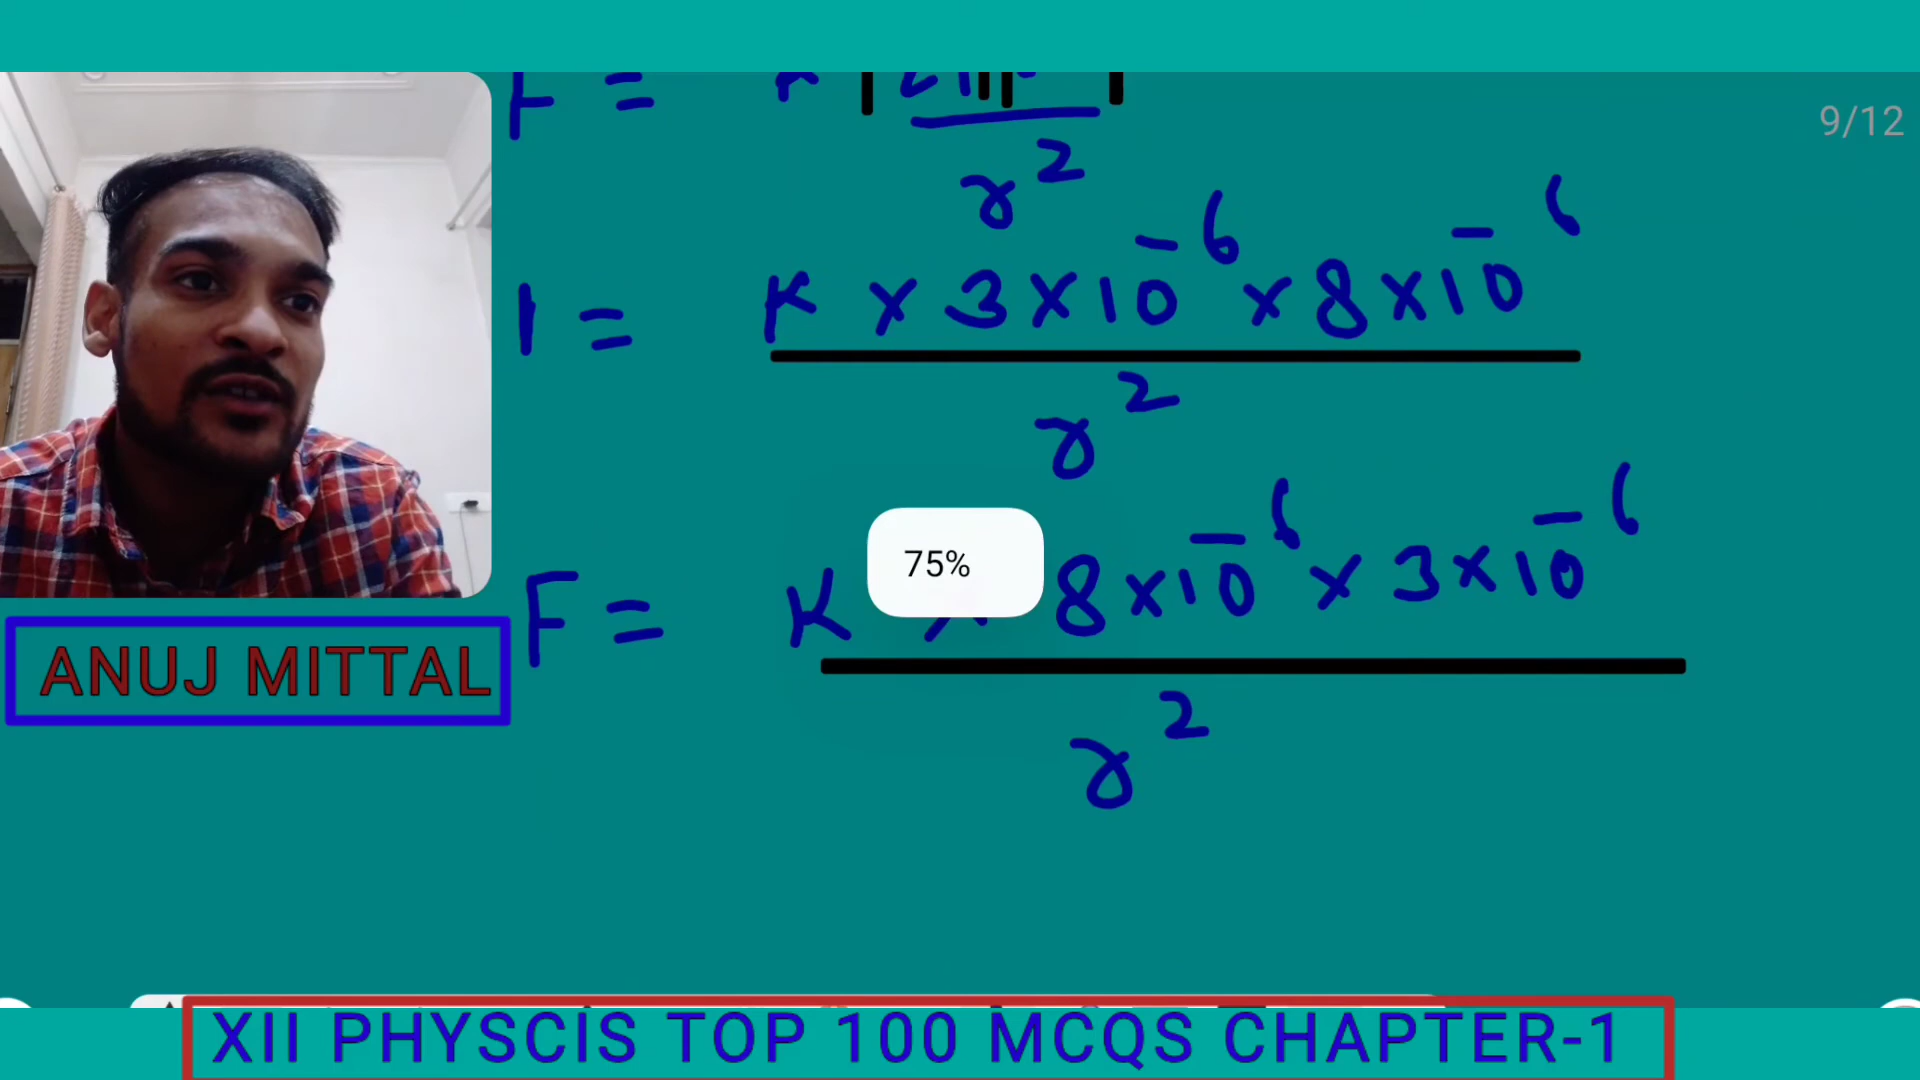 9/12
r²
1 = K × 3 × 10⁻⁶ × 8 × 10⁻⁶
r²
75%
F = K × 8 × 10⁻⁶ × 3 × 10⁻⁶
r²
ANUJ MITTAL
XII PHYSCIS TOP 100 MCQS CHAPTER-1